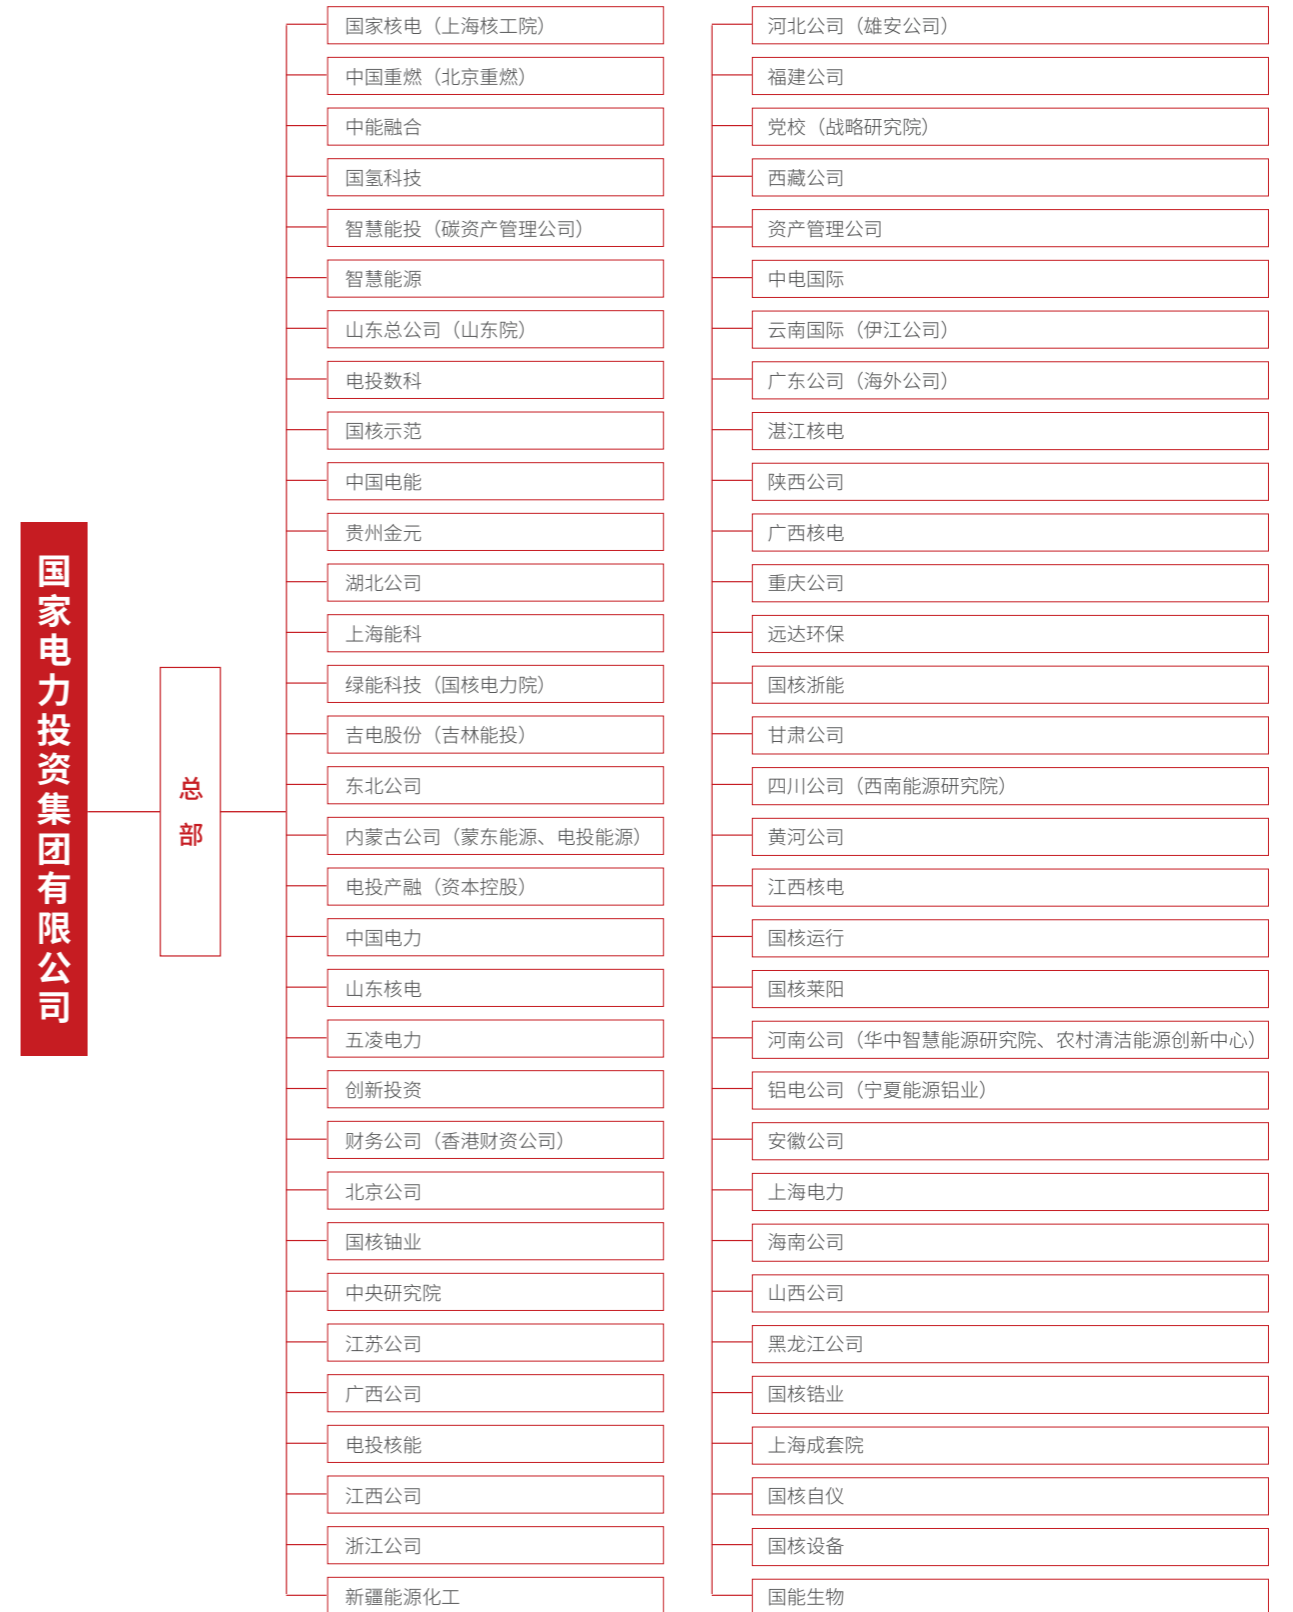 国家电力投资集团有限公司
总部
国家核电（上海核工院）
中国重燃（北京重燃）
中能融合
国氢科技
智慧能投（碳资产管理公司）
智慧能源
山东总公司（山东院）
电投数科
国核示范
中国电能
贵州金元
湖北公司
上海能科
绿能科技（国核电力院）
吉电股份（吉林能投）
东北公司
内蒙古公司（蒙东能源、电投能源）
电投产融（资本控股）
中国电力
山东核电
五凌电力
创新投资
财务公司（香港财资公司）
北京公司
国核铀业
中央研究院
江苏公司
广西公司
电投核能
江西公司
浙江公司
新疆能源化工
河北公司（雄安公司）
福建公司
党校（战略研究院）
西藏公司
资产管理公司
中电国际
云南国际（伊江公司）
广东公司（海外公司）
湛江核电
陕西公司
广西核电
重庆公司
远达环保
国核浙能
甘肃公司
四川公司（西南能源研究院）
黄河公司
江西核电
国核运行
国核莱阳
河南公司（华中智慧能源研究院、农村清洁能源创新中心）
铝电公司（宁夏能源铝业）
安徽公司
上海电力
海南公司
山西公司
黑龙江公司
国核锆业
上海成套院
国核自仪
国核设备
国能生物